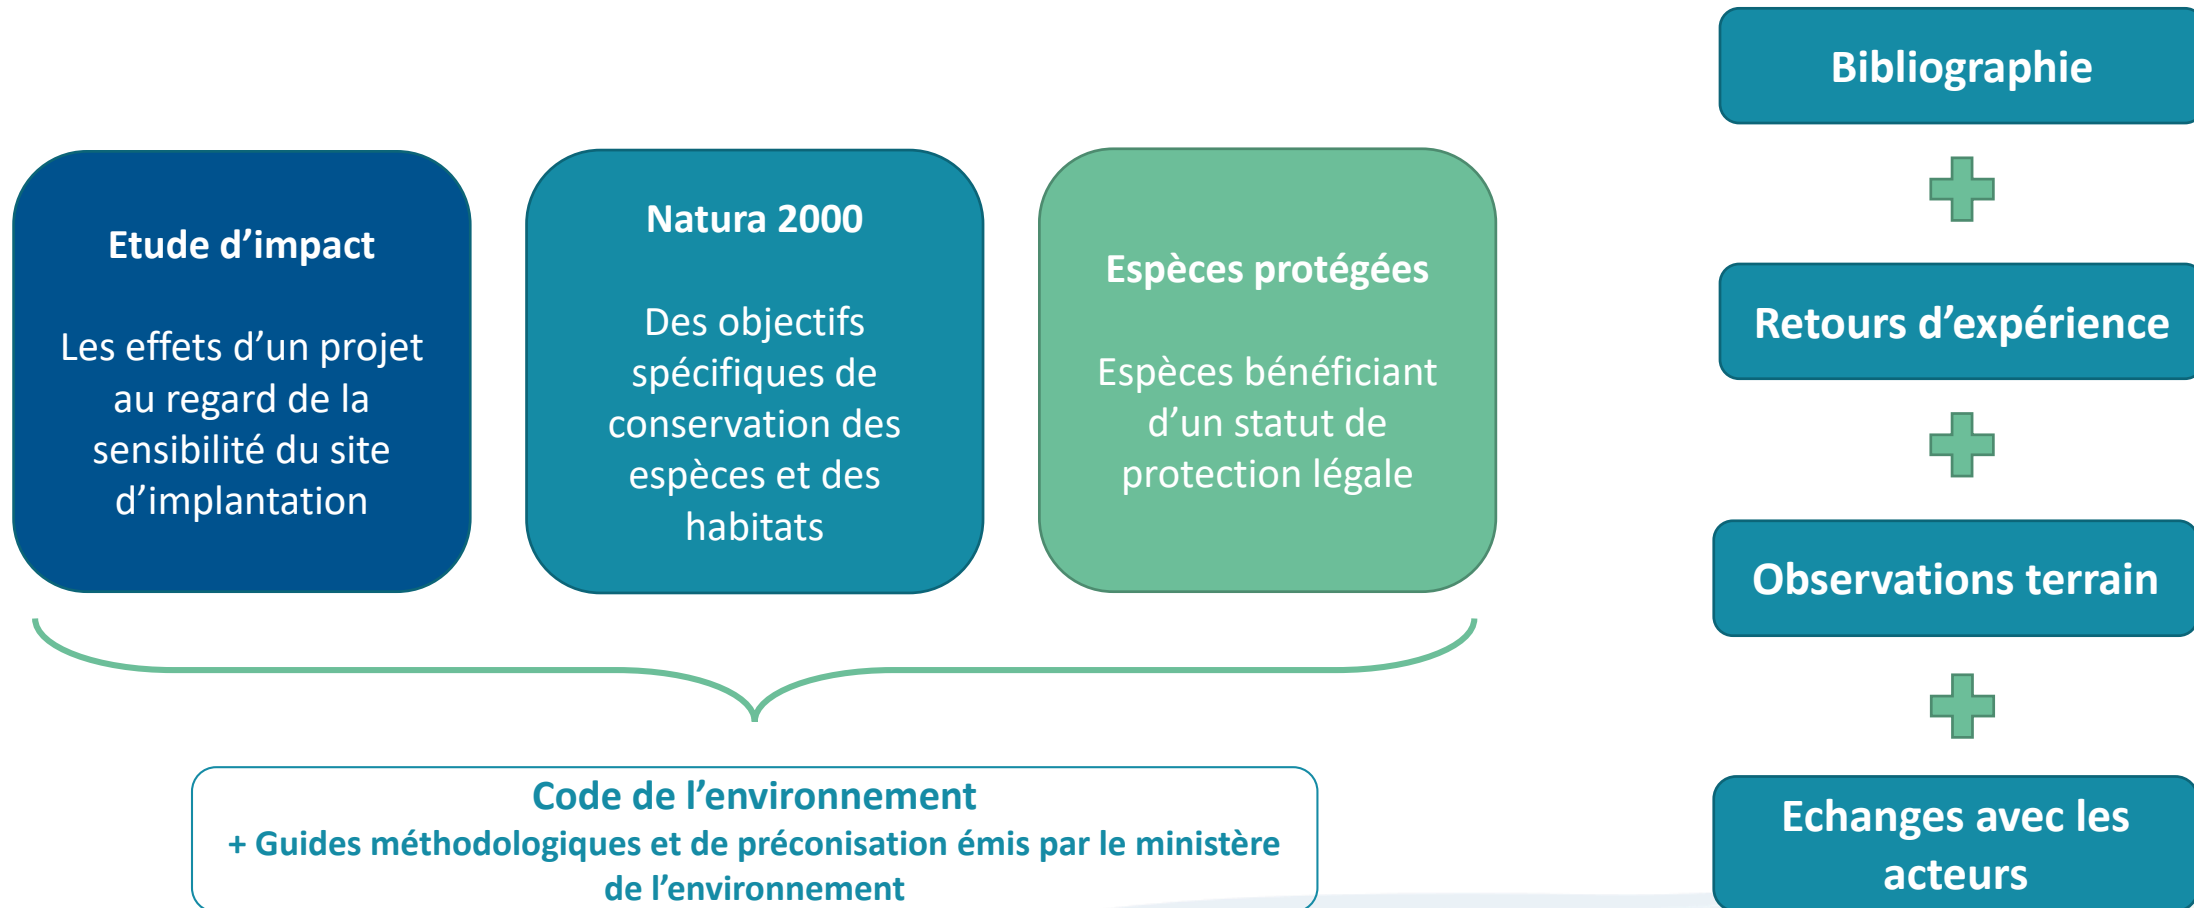 Etude d’impact
Les effets d’un projet
au regard de la
sensibilité du site
d’implantation
Natura 2000
Des objectifs
spécifiques de
conservation des
espèces et des
habitats
Espèces protégées
Espèces bénéficiant
d’un statut de
protection légale
Code de l’environnement
+ Guides méthodologiques et de préconisation émis par le ministère
de l’environnement
Bibliographie
Retours d’expérience
Observations terrain
Echanges avec les
acteurs